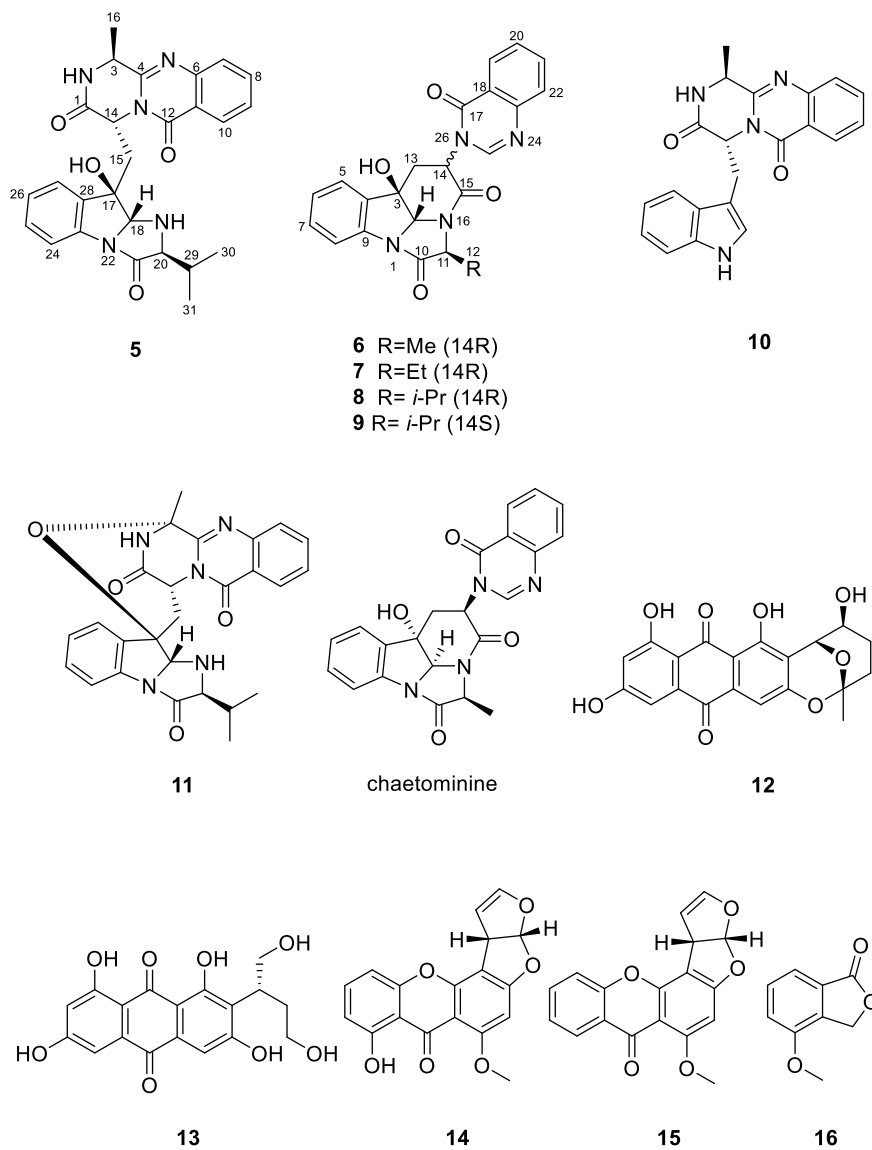 16
20
H
HN
3
4
N
6
8
18
22
O
17
HN
N
1
14
N
12
10
O
26
N
N
24
O
N
O
O
15
HO
13
HO
14
5
15
O
26
28
17
H
3
H
N
16
18
NH
7
9
N
10
12
N
H
24
N
22
20
29
30
1
11
R
O
31
O
5
6 R=Me (14R)
7 R=Et (14R)
8 R= i-Pr (14R)
9 R= i-Pr (14S)
10
O
HN
N
O
N
O
H
NH
N
O
11
O
N
N
HO
H
O
N
N
O
chaetominine
OH
OH
O
OH
O
HO
O
O
12
OH
O
OH
OH
HO
O
OH
OH
13
O
H
H
O
O
OH
O
O
14
O
H
H
O
O
O
O
15
O
O
O
16